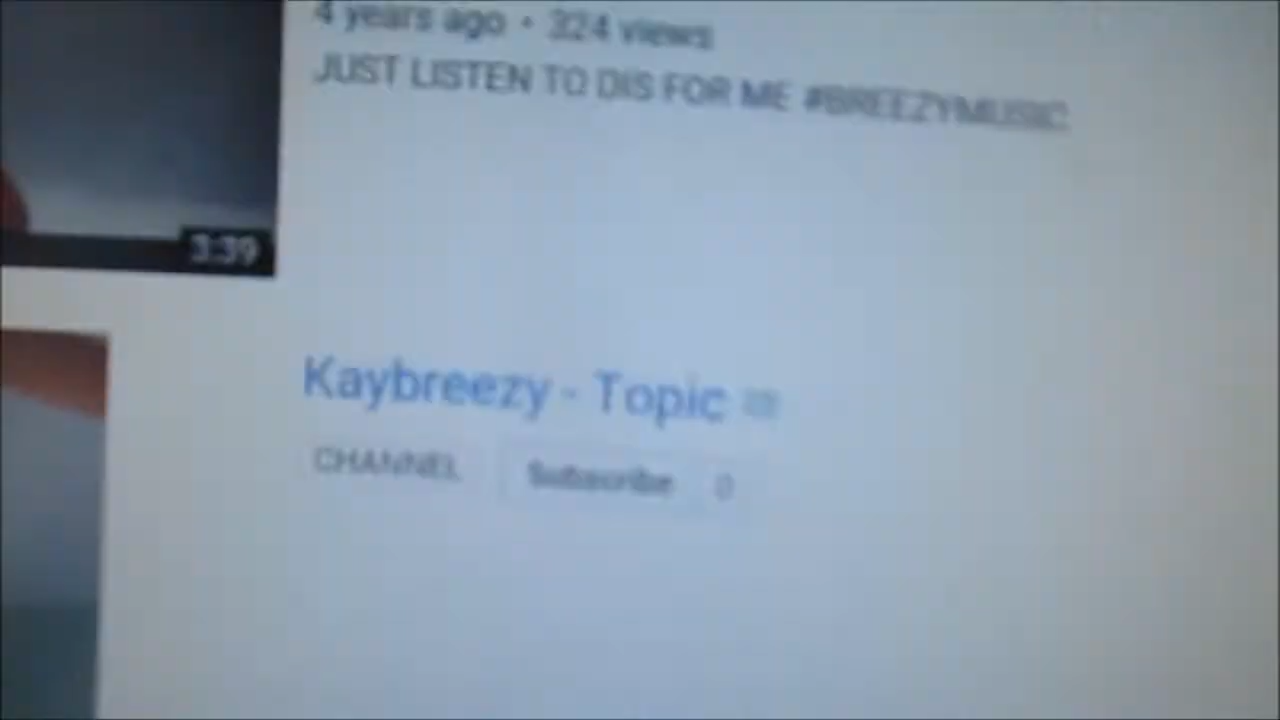 4 years ago • 324 views
JUST LISTEN TO DIS FOR ME #BREEZYMUSIC
3:39
Kaybreezy - Topic
CHANNEL Subscribe 0